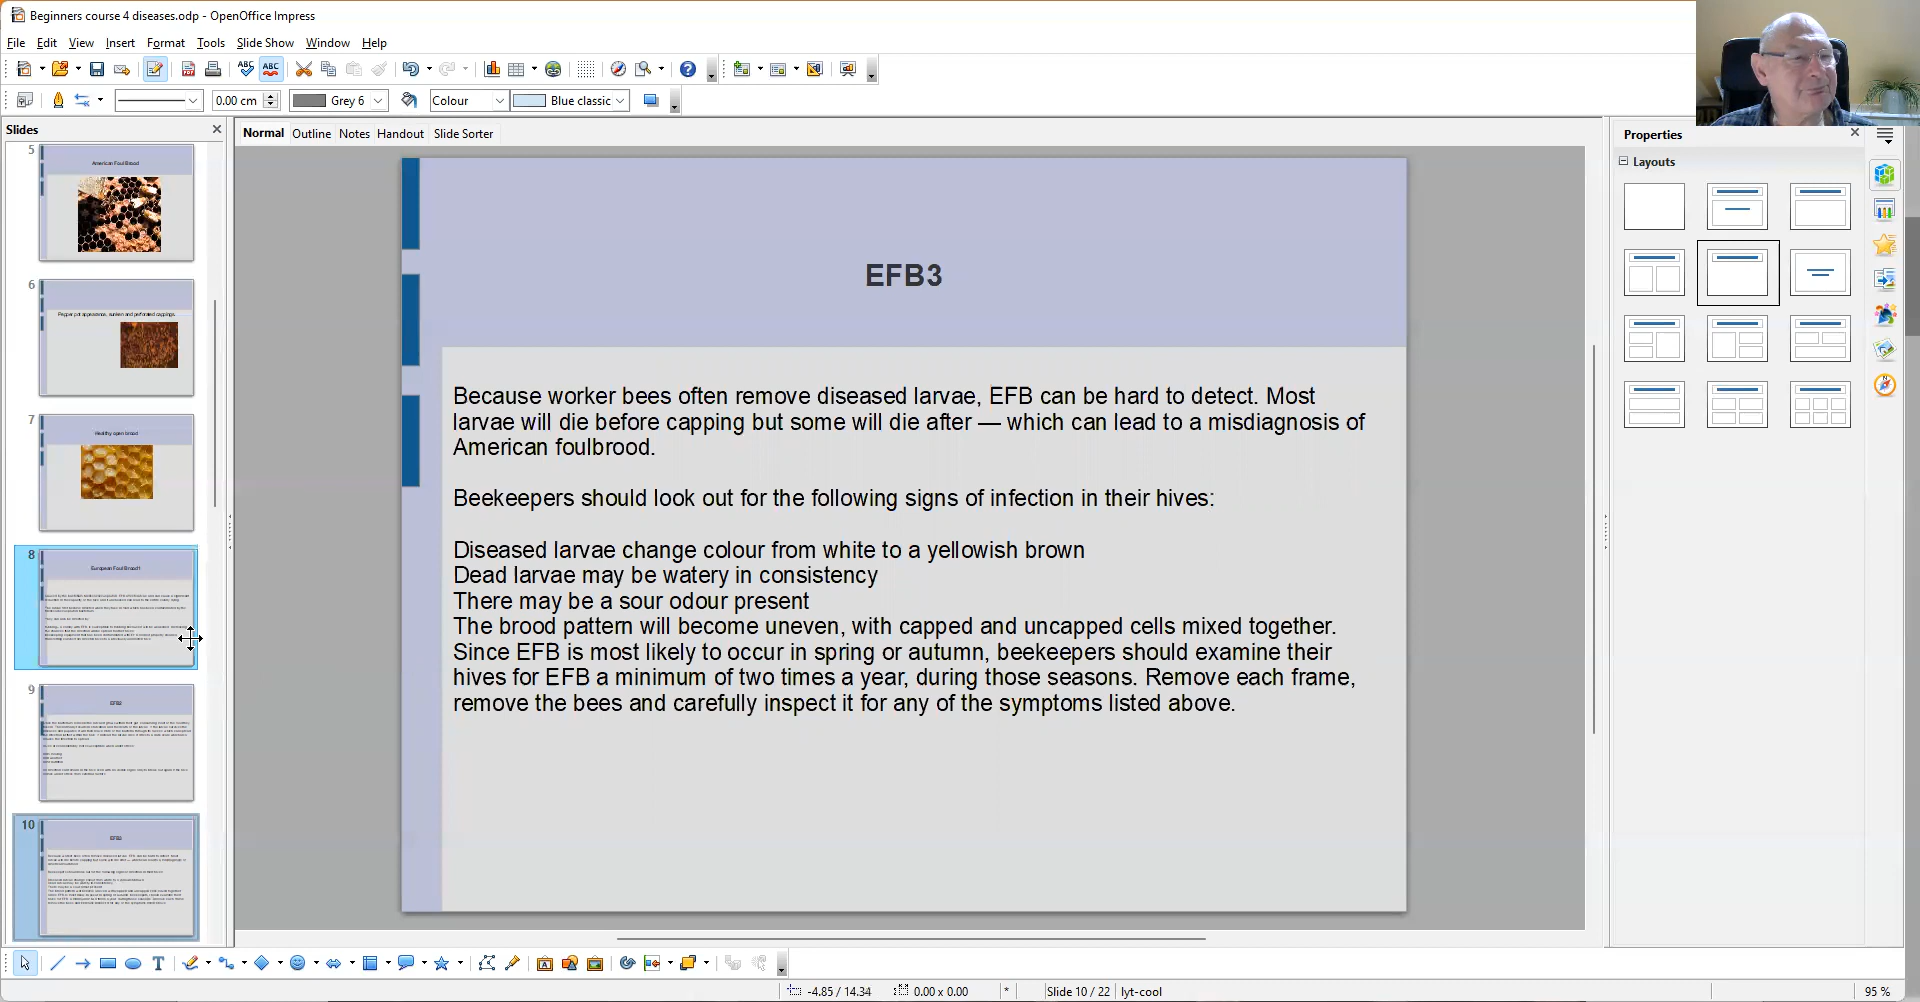 Beginners course 4 diseases.odp - OpenOffice Impress
File Edit View Insert Format Tools Slide Show Window Help
0.00 cm Grey 6 Colour Blue classic
Slides
Normal Outline Notes Handout Slide Sorter
Properties
Layouts
5
American Foul Brood
6
Pepper pot appearance, sunken and perforated cappings.
7
Healthy open brood
8
European Foul Brood1
9
10
EFB3
Because worker bees often remove diseased larvae, EFB can be hard to detect. Most
larvae will die before capping but some will die after — which can lead to a misdiagnosis of
American foulbrood.
Beekeepers should look out for the following signs of infection in their hives:
Diseased larvae change colour from white to a yellowish brown
Dead larvae may be watery in consistency
There may be a sour odour present
The brood pattern will become uneven, with capped and uncapped cells mixed together.
Since EFB is most likely to occur in spring or autumn, beekeepers should examine their
hives for EFB a minimum of two times a year, during those seasons. Remove each frame,
remove the bees and carefully inspect it for any of the symptoms listed above.
-4.85 / 14.34 0.00 x 0.00 * Slide 10 / 22 lyt-cool 95 %